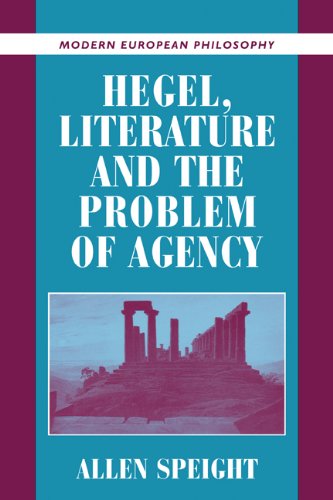 MODERN EUROPEAN PHILOSOPHY
HEGEL,
LITERATURE
AND THE
PROBLEM
OF AGENCY
ALLEN SPEIGHT